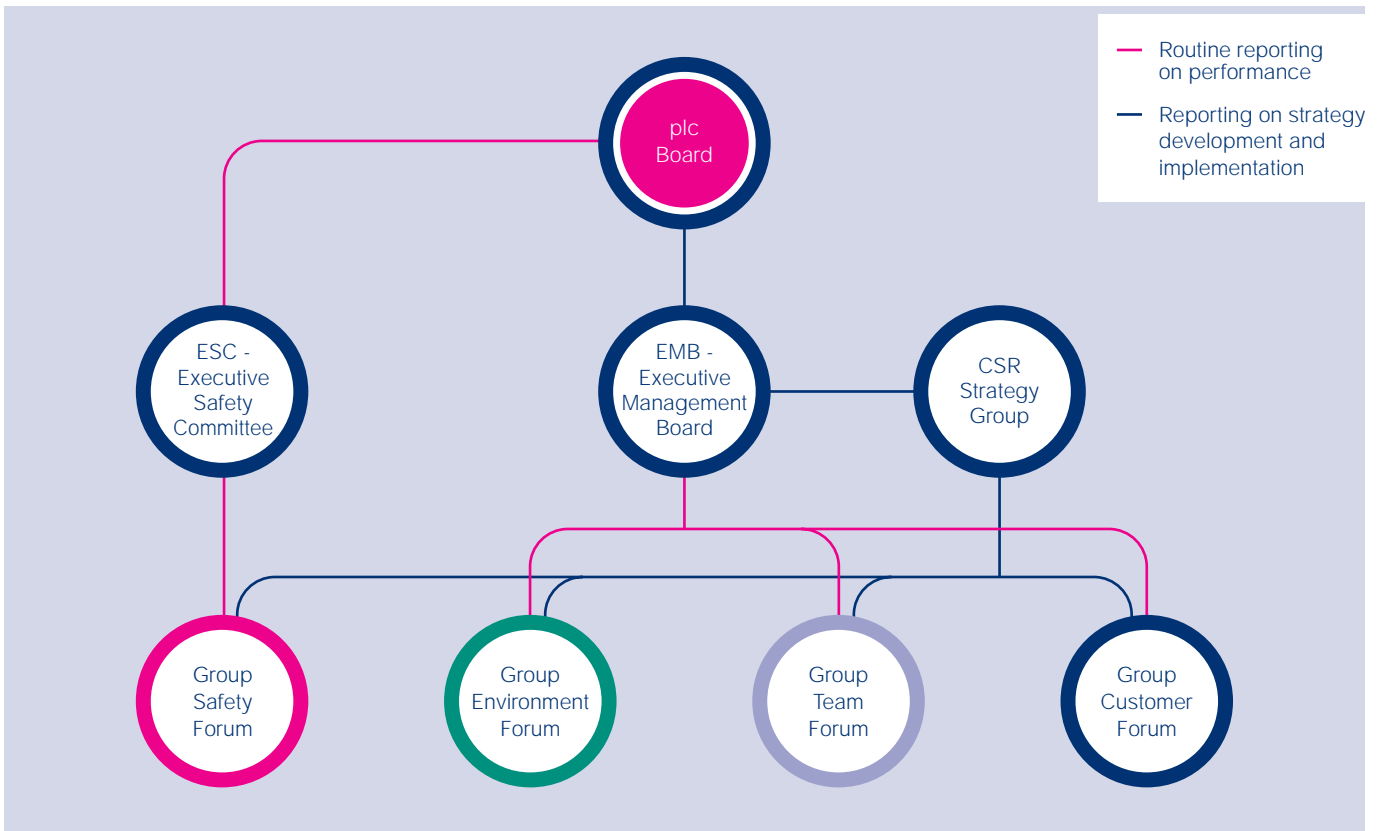 Routine reporting
on performance
Reporting on strategy
development and
implementation
plc
Board
ESC -
Executive
Safety
Committee
EMB -
Executive
Management
Board
CSR
Strategy
Group
Group
Safety
Forum
Group
Environment
Forum
Group
Team
Forum
Group
Customer
Forum